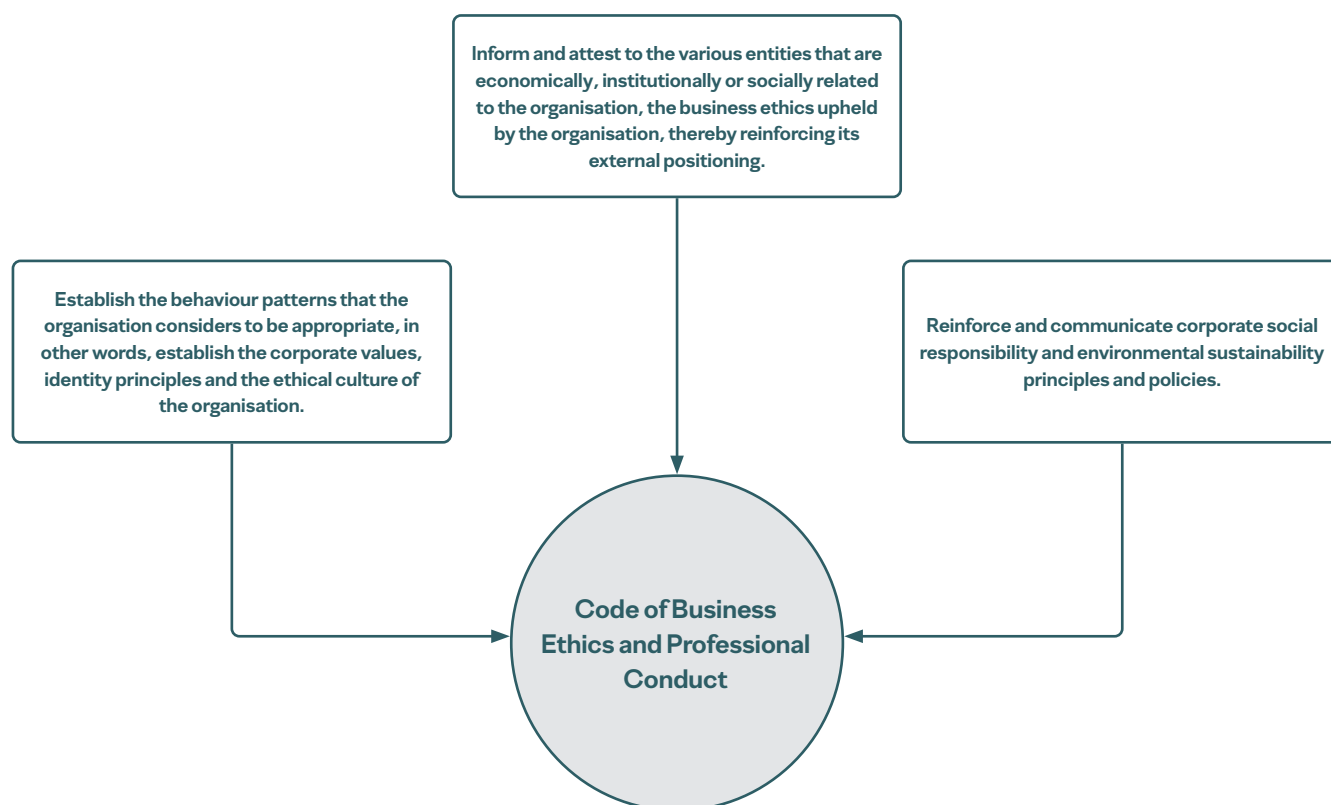 Inform and attest to the various entities that are
economically, institutionally or socially related
to the organisation, the business ethics upheld
by the organisation, thereby reinforcing its
external positioning.
Establish the behaviour patterns that the
organisation considers to be appropriate, in
other words, establish the corporate values,
identity principles and the ethical culture of
the organisation.
Reinforce and communicate corporate social
responsibility and environmental sustainability
principles and policies.
Code of Business
Ethics and Professional
Conduct